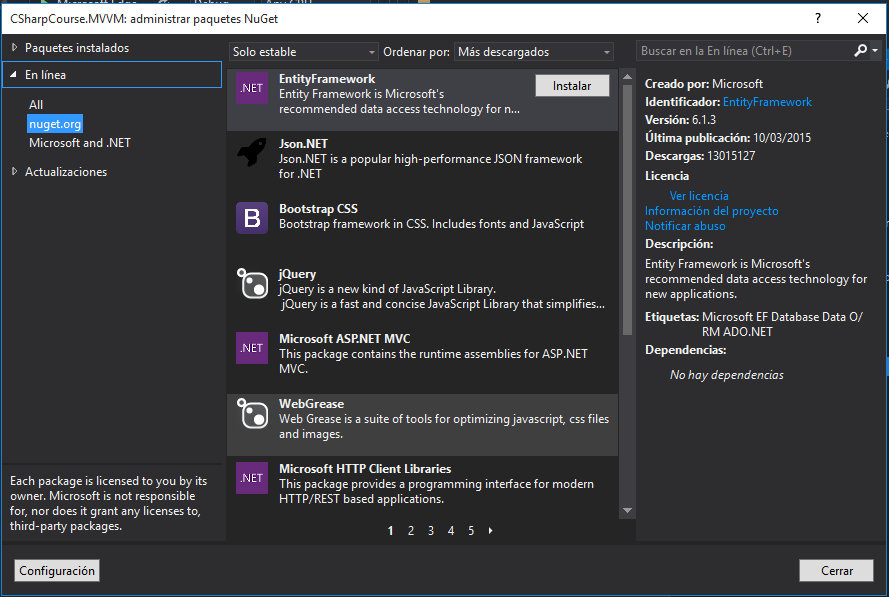 CSharpCourse.MVVM: administrar paquetes NuGet
?
Paquetes instalados
En línea
All
nuget.org
Microsoft and .NET
Actualizaciones
Each package is licensed to you by its
owner. Microsoft is not responsible
for, nor does it grant any licenses to,
third-party packages.
Configuración
Solo estable
Ordenar por:
Más descargados
.NET
EntityFramework
Entity Framework is Microsoft's
recommended data access technology for n...
Instalar
Json.NET
Json.NET is a popular high-performance JSON framework
for .NET
B
Bootstrap CSS
Bootstrap framework in CSS. Includes fonts and JavaScript
jQuery
jQuery is a new kind of JavaScript Library.
jQuery is a fast and concise JavaScript Library that simplifies...
.NET
Microsoft ASP.NET MVC
This package contains the runtime assemblies for ASP.NET
MVC.
WebGrease
Web Grease is a suite of tools for optimizing javascript, css files
and images.
.NET
Microsoft HTTP Client Libraries
This package provides a programming interface for modern
HTTP/REST based applications.
1 2 3 4 5
Buscar en la En línea (Ctrl+E)
Creado por: Microsoft
Identificador: EntityFramework
Versión: 6.1.3
Última publicación: 10/03/2015
Descargas: 13015127
Licencia
Ver licencia
Información del proyecto
Notificar abuso
Descripción:
Entity Framework is Microsoft's
recommended data access technology for
new applications.
Etiquetas: Microsoft EF Database Data O/
RM ADO.NET
Dependencias:
No hay dependencias
Cerrar